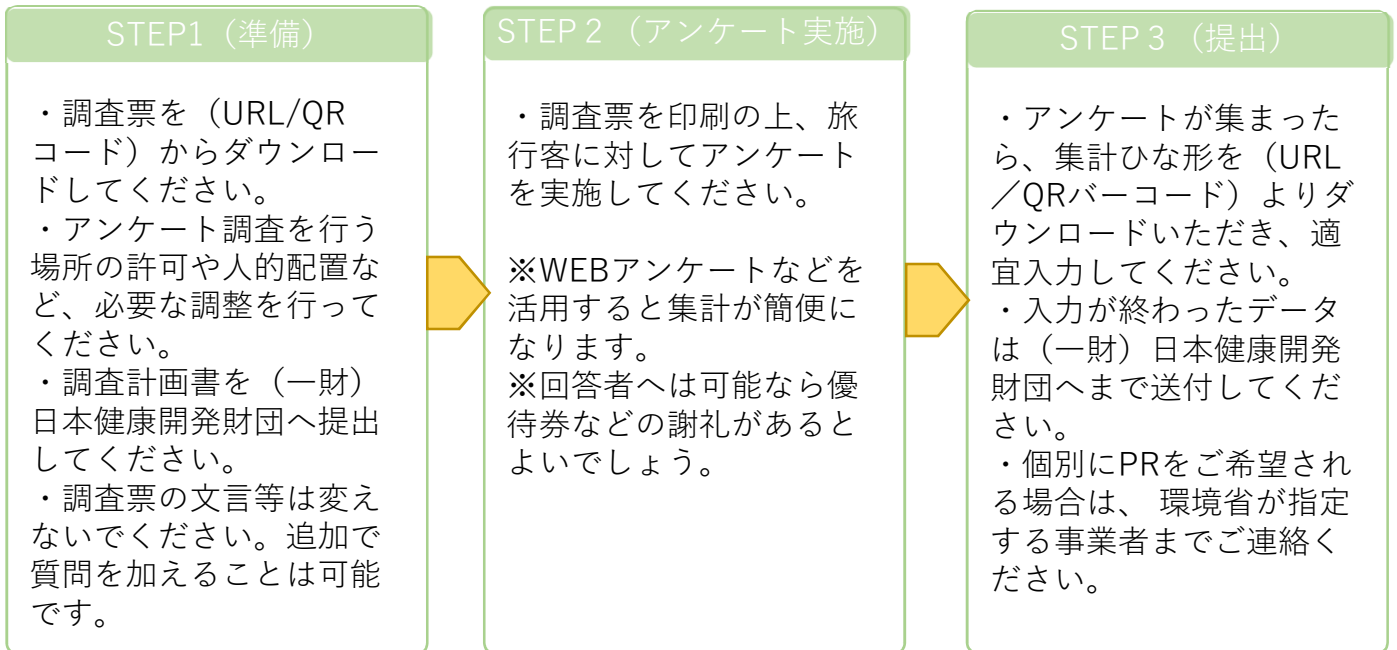 STEP1（準備）
・調査票を（URL/QR
コード）からダウンロー
ドしてください。
・アンケート調査を行う
場所の許可や人的配置な
ど、必要な調整を行って
ください。
・調査計画書を（一財）
日本健康開発財団へ提出
してください。
・調査票の文言等は変え
ないでください。追加で
質問を加えることは可能
です。
STEP２（アンケート実施）
・調査票を印刷の上、旅
行客に対してアンケート
を実施してください。
※WEBアンケートなどを
活用すると集計が簡便に
なります。
※回答者へは可能なら優
待券などの謝礼があると
よいでしょう。
STEP３（提出）
・アンケートが集まった
ら、集計ひな形を（URL
／QRバーコード）よりダ
ウンロードいただき、適
宜入力してください。
・入力が終わったデータ
は（一財）日本健康開発
財団へまで送付してくだ
さい。
・個別にPRをご希望され
る場合は、 環境省が指定
する事業者までご連絡く
ださい。